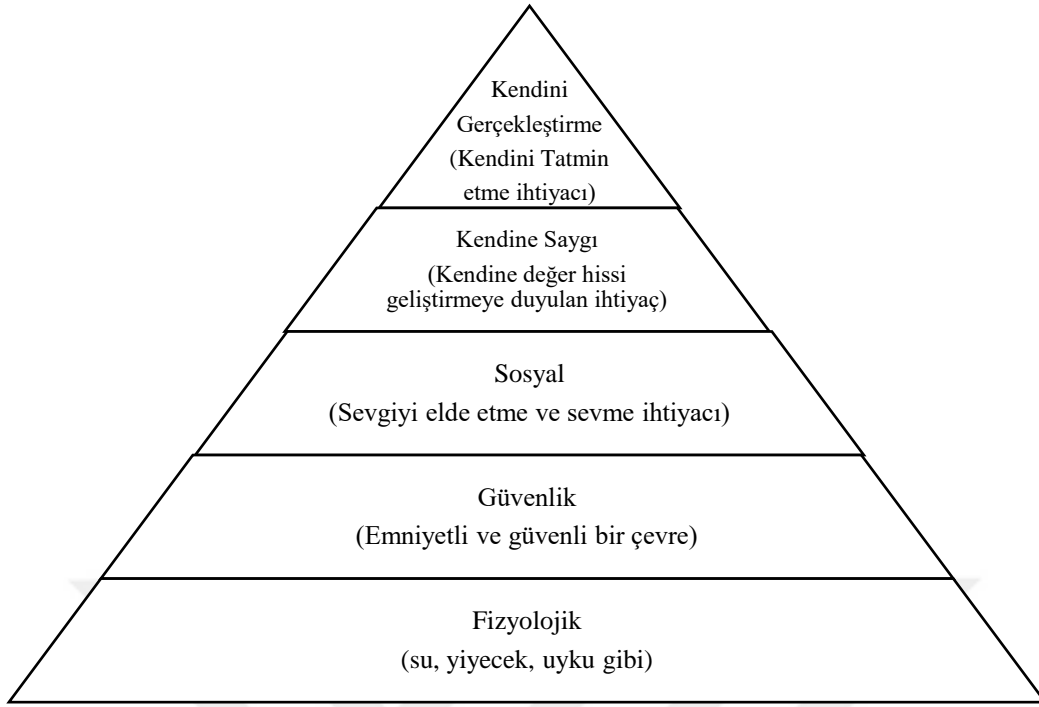 Kendini
Gerçekleştirme
(Kendini Tatmin
etme ihtiyacı)
Kendine Saygı
(Kendine değer hissi
geliştirmeye duyulan ihtiyaç)
Sosyal
(Sevgiyi elde etme ve sevme ihtiyacı)
Güvenlik
(Emniyetli ve güvenli bir çevre)
Fizyolojik
(su, yiyecek, uyku gibi)